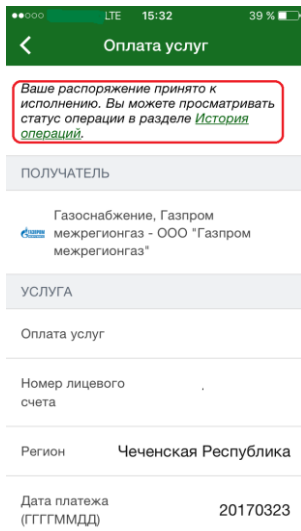 LTE 15:32 39 %
Оплата услуг
Ваше распоряжение принято к
исполнению. Вы можете просматривать
статус операции в разделе История
операций.
ПОЛУЧАТЕЛЬ
Газоснабжение, Газпром
межрегионгаз - ООО "Газпром
межрегионгаз"
УСЛУГА
Оплата услуг
Номер лицевого
счета
Регион Чеченская Республика
Дата платежа
(ГГГГММДД) 20170323